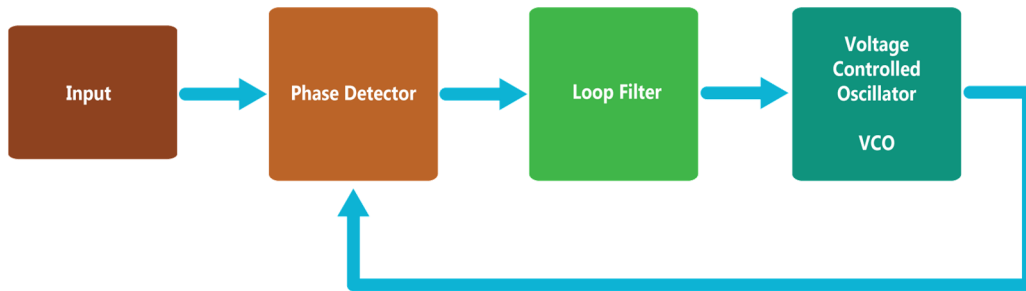 Input
Phase Detector
Loop Filter
Voltage
Controlled
Oscillator
VCO